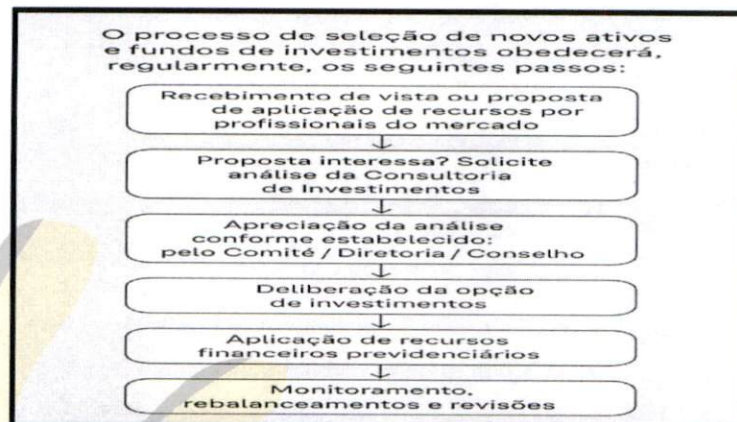 O processo de seleção de novos ativos
e fundos de investimentos obedecerá,
regularmente, os seguintes passos:
Recebimento de vista ou proposta
de aplicação de recursos por
profissionais do mercado
Proposta interessa? Solicite
análise da Consultoria
de Investimentos
Apreciação da análise
conforme estabelecido:
pelo Comité / Diretoria / Conselho
Deliberação da opção
de investimentos
Aplicação de recursos
financeiros previdenciários
Monitoramento,
rebalanceamentos e revisões